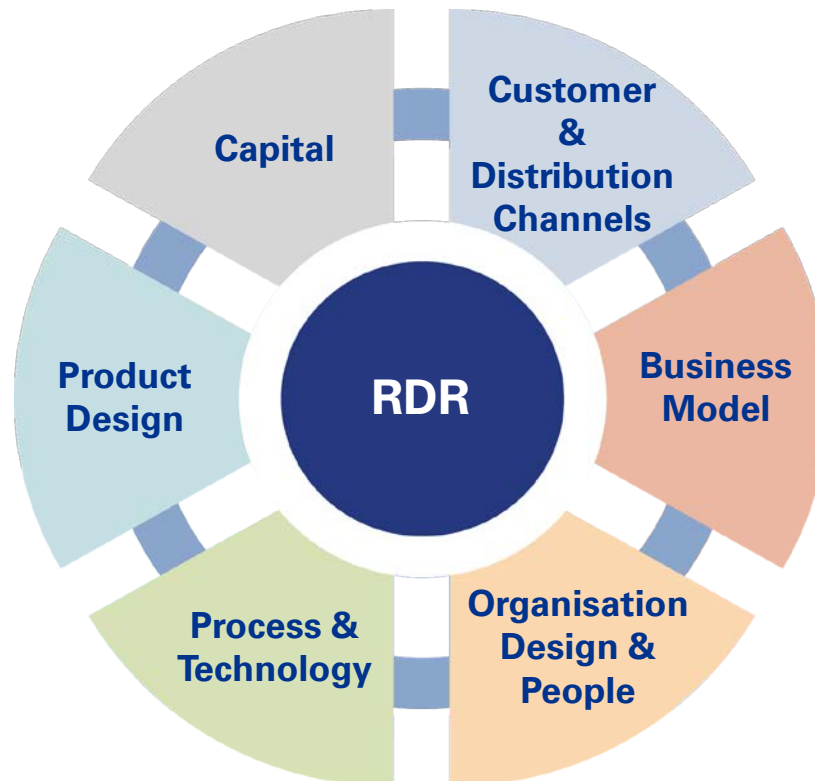 Capital
Customer
&
Distribution
Channels
Product
Design
RDR
Business
Model
Process &
Technology
Organisation
Design &
People